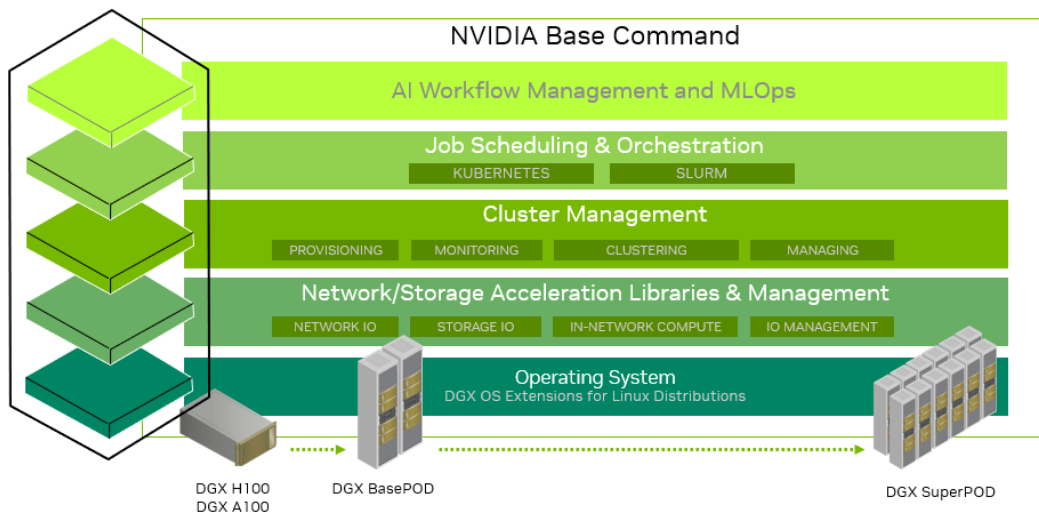 NVIDIA Base Command
AI Workflow Management and MLOps
Job Scheduling & Orchestration
KUBERNETES
SLURM
Cluster Management
PROVISIONING
MONITORING
CLUSTERING
MANAGING
Network/Storage Acceleration Libraries & Management
NETWORK IO
STORAGE IO
IN-NETWORK COMPUTE
IO MANAGEMENT
Operating System
DGX OS Extensions for Linux Distributions
DGX H100
DGX A100
DGX BasePOD
DGX SuperPOD